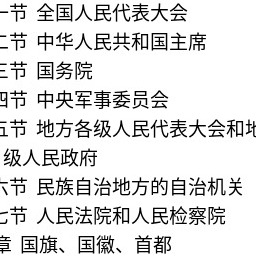 一节 全国人民代表大会
二节 中华人民共和国主席
三节 国务院
四节 中央军事委员会
五节 地方各级人民代表大会和地
级人民政府
六节 民族自治地方的自治机关
七节 人民法院和人民检察院
章 国旗、国徽、首都